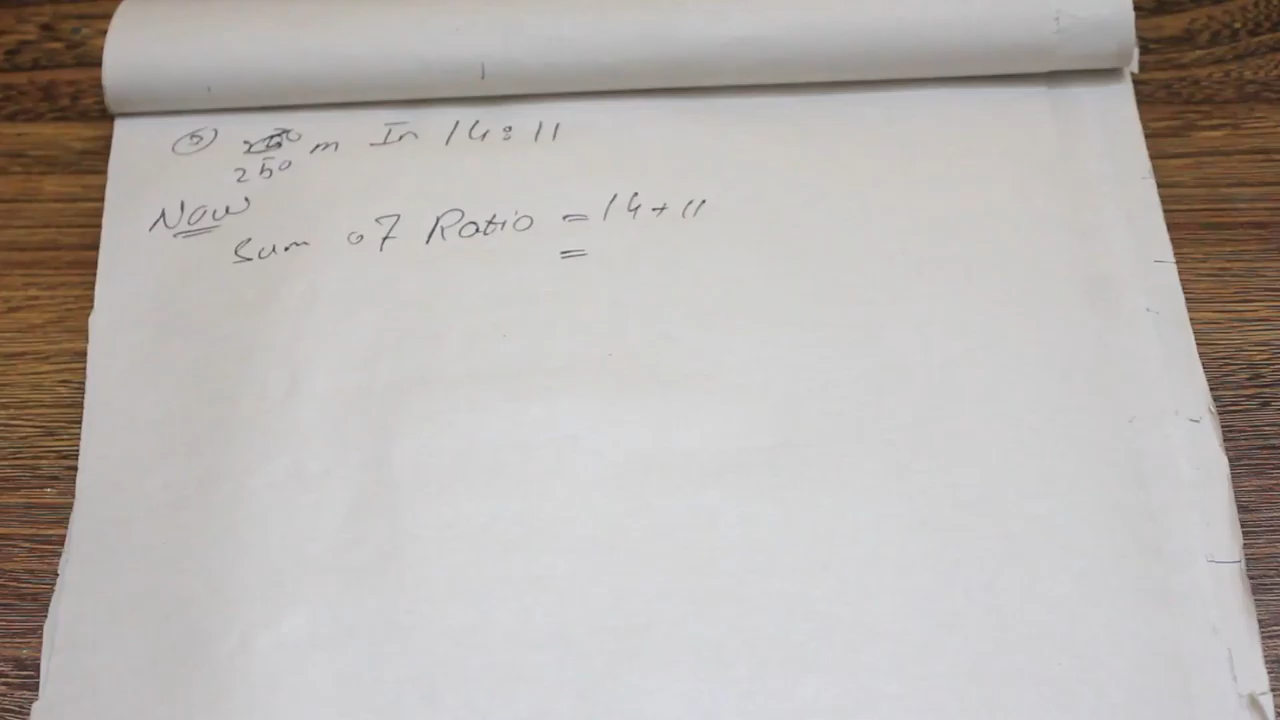 ⑤ m In 14:11
250
Now
Sum of Ratio = 14 + 11
=